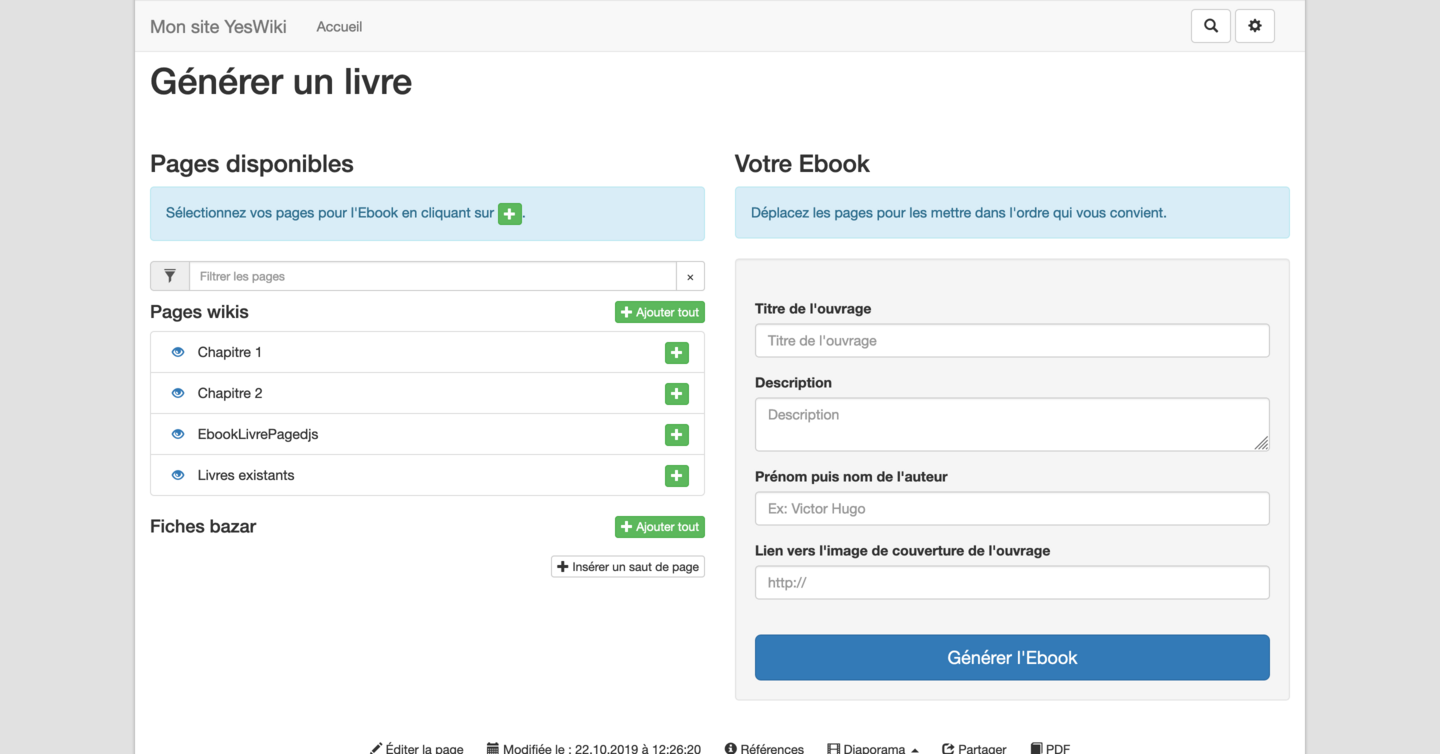 Mon site YesWiki Accueil
Générer un livre
Pages disponibles
Sélectionnez vos pages pour l'Ebook en cliquant sur .
Filtrer les pages ×
Pages wikis Ajouter tout
Chapitre 1
Chapitre 2
EbookLivrePagedjs
Livres existants
Fiches bazar Ajouter tout
Insérer un saut de page
Votre Ebook
Déplacez les pages pour les mettre dans l'ordre qui vous convient.
Titre de l'ouvrage
Titre de l'ouvrage
Description
Description
Prénom puis nom de l'auteur
Ex: Victor Hugo
Lien vers l'image de couverture de l'ouvrage
http://
Générer l'Ebook
Éditer la page Modifiée le : 22.10.2019 à 12:26:20 Références Diaporama Partager PDF